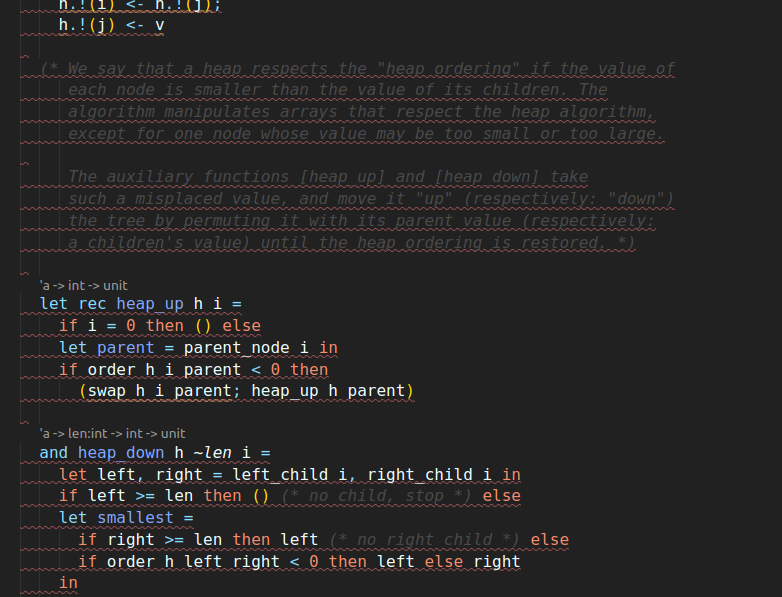 h.!(i) <- h.!(j);
h.!(j) <- v
(* We say that a heap respects the "heap ordering" if the value of
each node is smaller than the value of its children. The
algorithm manipulates arrays that respect the heap algorithm,
except for one node whose value may be too small or too large.
The auxiliary functions [heap_up] and [heap_down] take
such a misplaced value, and move it "up" (respectively: "down")
the tree by permuting it with its parent value (respectively:
a children's value) until the heap ordering is restored. *)
'a -> int -> unit
let rec heap_up h i =
if i = 0 then () else
let parent = parent_node i in
if order h i parent < 0 then
(swap h i parent; heap_up h parent)
'a -> len:int -> int -> unit
and heap_down h ~len i =
let left, right = left_child i, right_child i in
if left >= len then () (* no child, stop *) else
let smallest =
if right >= len then left (* no right child *) else
if order h left right < 0 then left else right
in